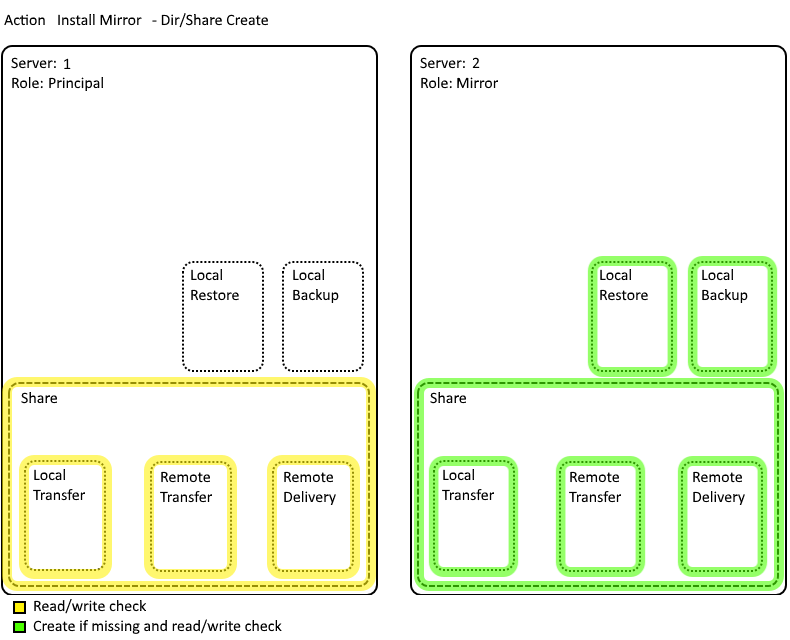 Action Install Mirror - Dir/Share Create
Server: 1
Role: Principal
Local
Restore
Local
Backup
Share
Local
Transfer
Remote
Transfer
Remote
Delivery
Server: 2
Role: Mirror
Local
Restore
Local
Backup
Share
Local
Transfer
Remote
Transfer
Remote
Delivery
Read/write check
Create if missing and read/write check